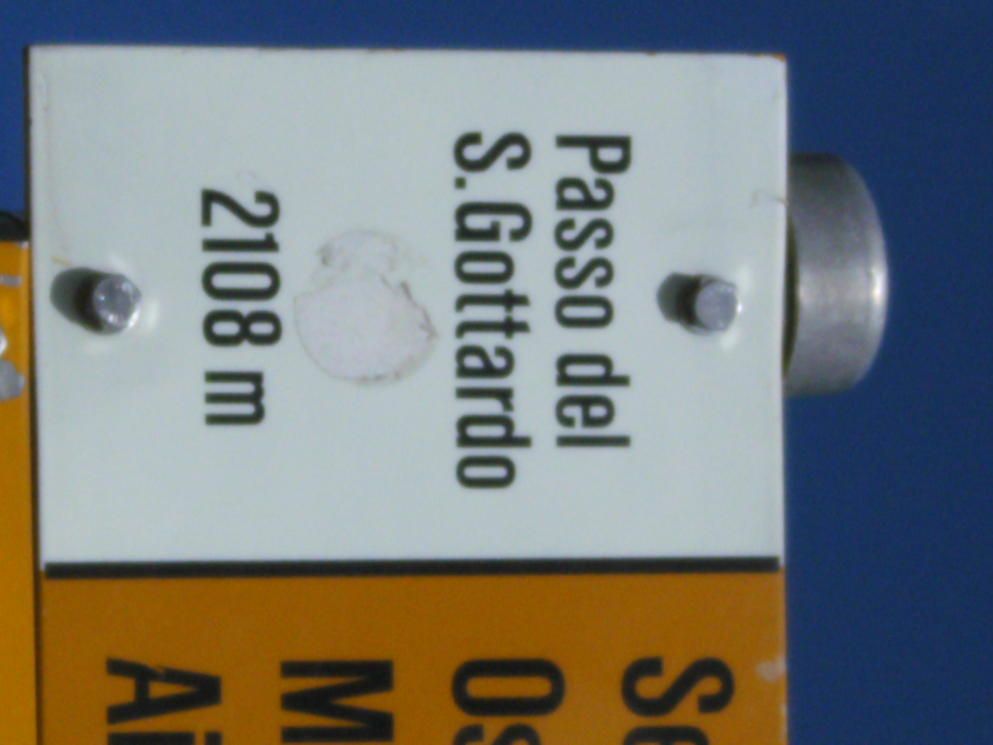 Passo del
S.Gottardo
2108 m